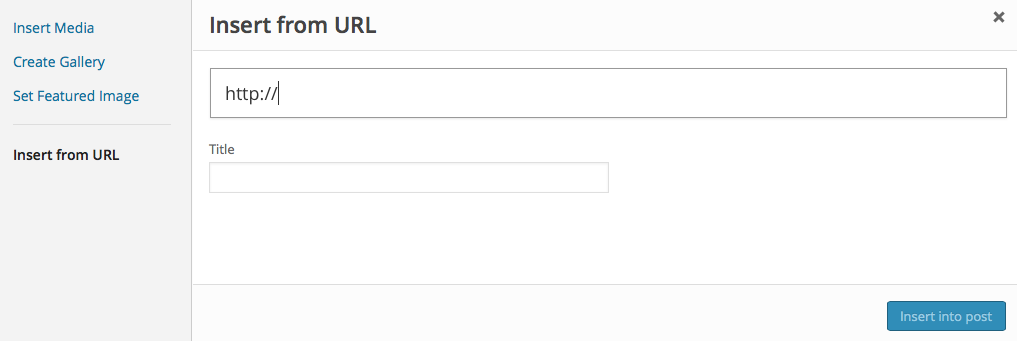 Insert Media
Create Gallery
Set Featured Image
Insert from URL
Insert from URL
http://
Title
Insert into post